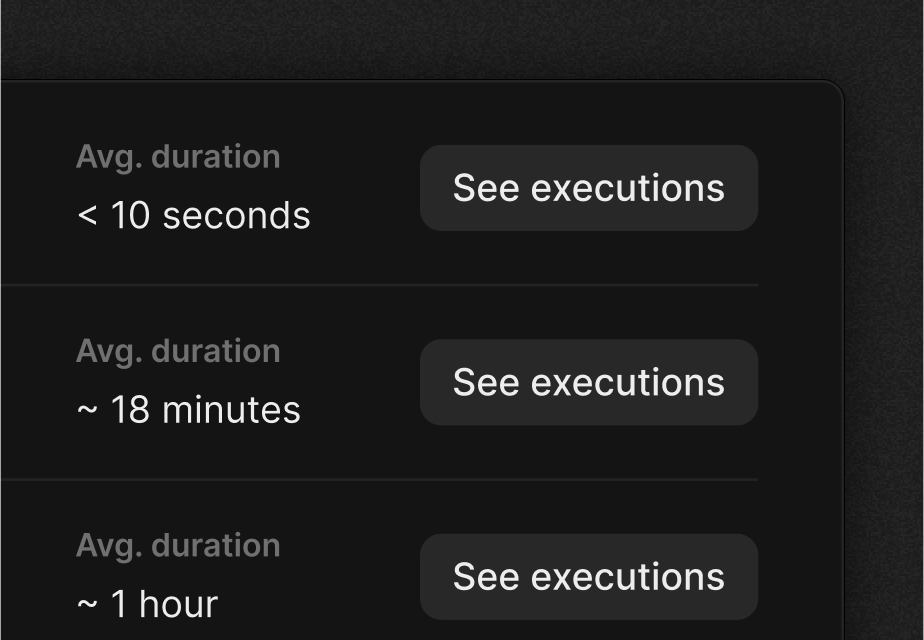 Avg. duration
< 10 seconds
See executions
Avg. duration
~ 18 minutes
See executions
Avg. duration
~ 1 hour
See executions